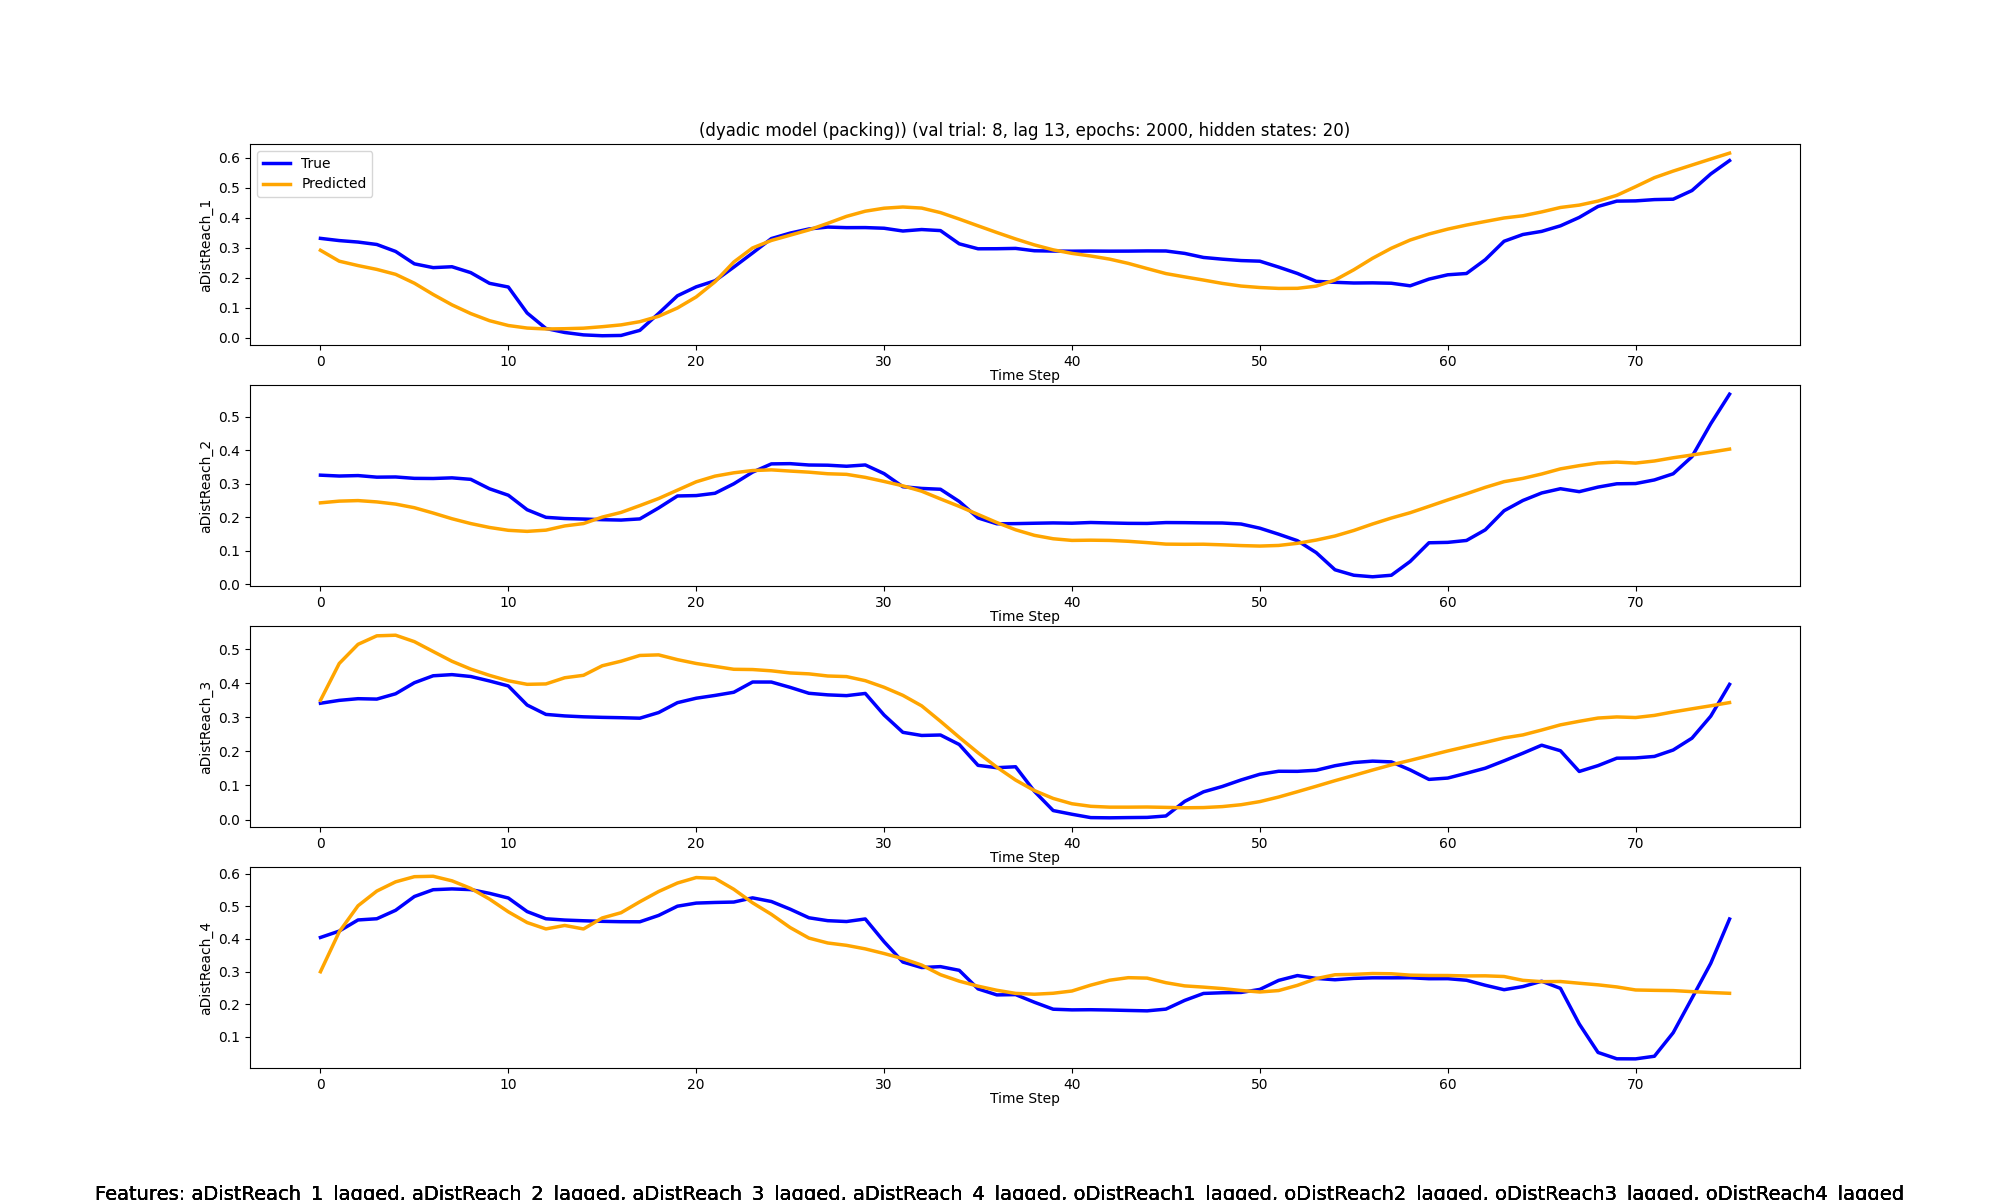 (dyadic model (packing)) (val trial: 8, lag 13, epochs: 2000, hidden states: 20)
True
Predicted
aDistReach_1
0.6
0.5
0.4
0.3
0.2
0.1
0.0
0 10 20 30 40 50 60 70
Time Step
aDistReach_2
0.5
0.4
0.3
0.2
0.1
0.0
0 10 20 30 40 50 60 70
Time Step
aDistReach_3
0.5
0.4
0.3
0.2
0.1
0.0
0 10 20 30 40 50 60 70
Time Step
aDistReach_4
0.6
0.5
0.4
0.3
0.2
0.1
0 10 20 30 40 50 60 70
Time Step
Features: aDistReach_1_lagged, aDistReach_2_lagged, aDistReach_3_lagged, aDistReach_4_lagged, oDistReach1_lagged, oDistReach2_lagged, oDistReach3_lagged, oDistReach4_lagged